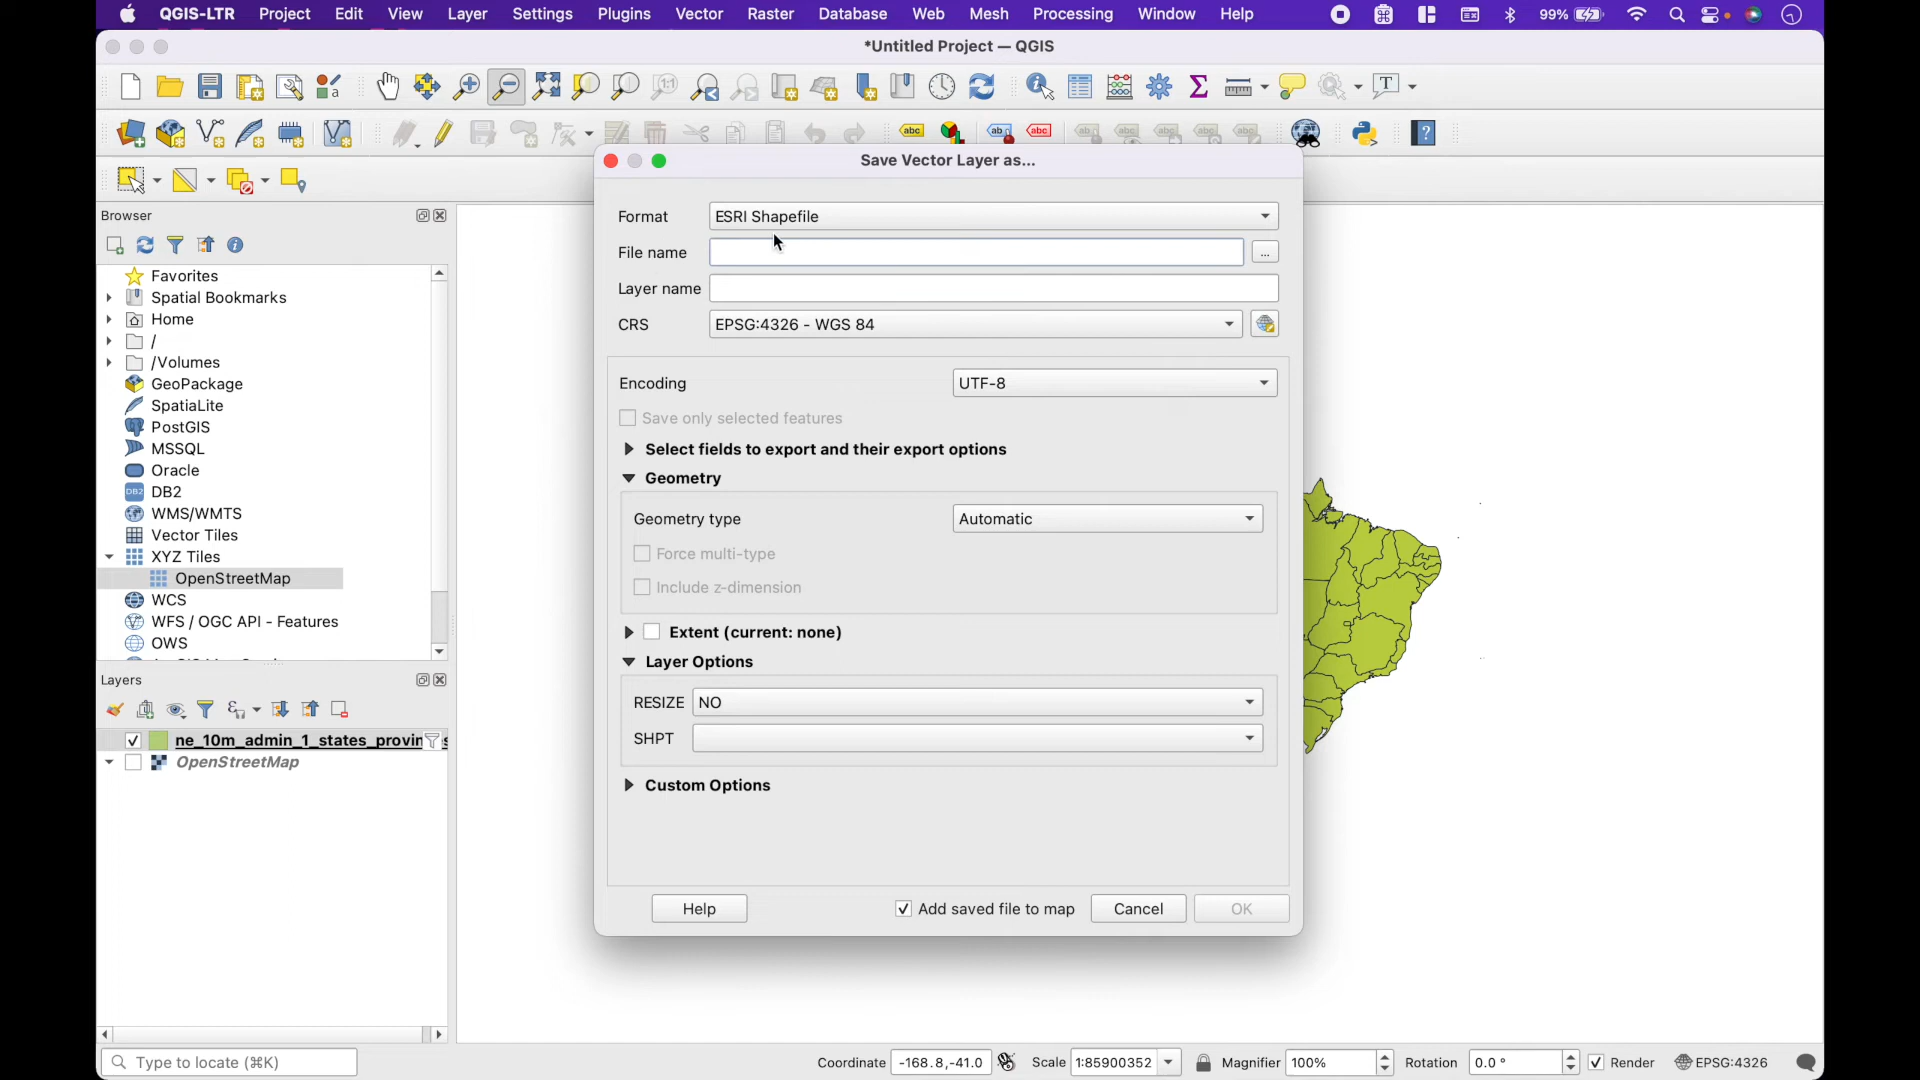 QGIS-LTR Project Edit View Layer Settings Plugins Vector Raster Database Web Mesh Processing Window Help 99%
*Untitled Project — QGIS
Browser
Favorites
Spatial Bookmarks
Home
/
/Volumes
GeoPackage
SpatiaLite
PostGIS
MSSQL
Oracle
DB2
WMS/WMTS
Vector Tiles
XYZ Tiles
OpenStreetMap
WCS
WFS / OGC API - Features
OWS
Layers
ne_10m_admin_1_states_provin
OpenStreetMap
Save Vector Layer as...
Format ESRI Shapefile
File name ...
Layer name
CRS EPSG:4326 - WGS 84
Encoding UTF-8
Save only selected features
Select fields to export and their export options
Geometry
Geometry type Automatic
Force multi-type
Include z-dimension
Extent (current: none)
Layer Options
RESIZE NO
SHPT
Custom Options
Help Add saved file to map Cancel OK
Type to locate (⌘K) Coordinate -168.8,-41.0 Scale 1:85900352 Magnifier 100% Rotation 0.0 ° Render EPSG:4326